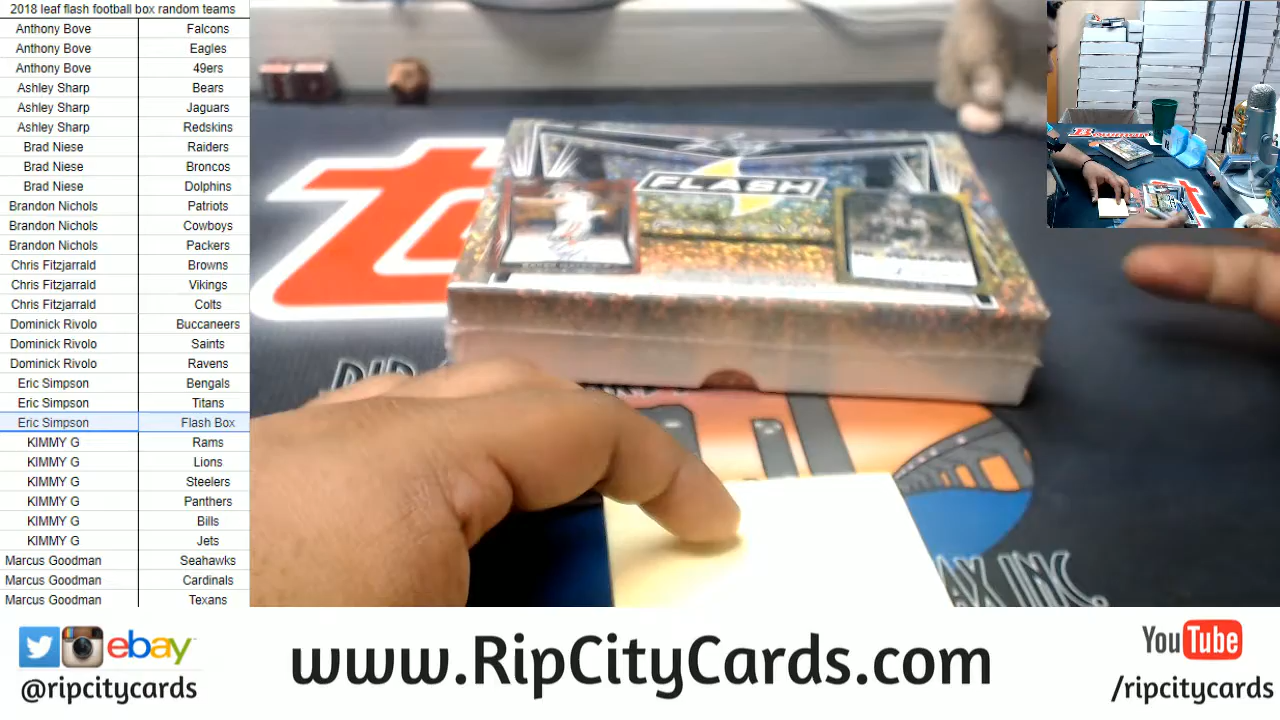 2018 leaf flash football box random teams
Anthony Bove Falcons
Anthony Bove Eagles
Anthony Bove 49ers
Ashley Sharp Bears
Ashley Sharp Jaguars
Ashley Sharp Redskins
Brad Niese Raiders
Brad Niese Broncos
Brad Niese Dolphins
Brandon Nichols Patriots
Brandon Nichols Cowboys
Brandon Nichols Packers
Chris Fitzjarrald Browns
Chris Fitzjarrald Vikings
Chris Fitzjarrald Colts
Dominick Rivolo Buccaneers
Dominick Rivolo Saints
Dominick Rivolo Ravens
Eric Simpson Bengals
Eric Simpson Titans
Eric Simpson Flash Box
KIMMY G Rams
KIMMY G Lions
KIMMY G Steelers
KIMMY G Panthers
KIMMY G Bills
KIMMY G Jets
Marcus Goodman Seahawks
Marcus Goodman Cardinals
Marcus Goodman Texans
FLASH
INC.
ebay
@ripcitycards
www.RipCityCards.com
YouTube
/ripcitycards